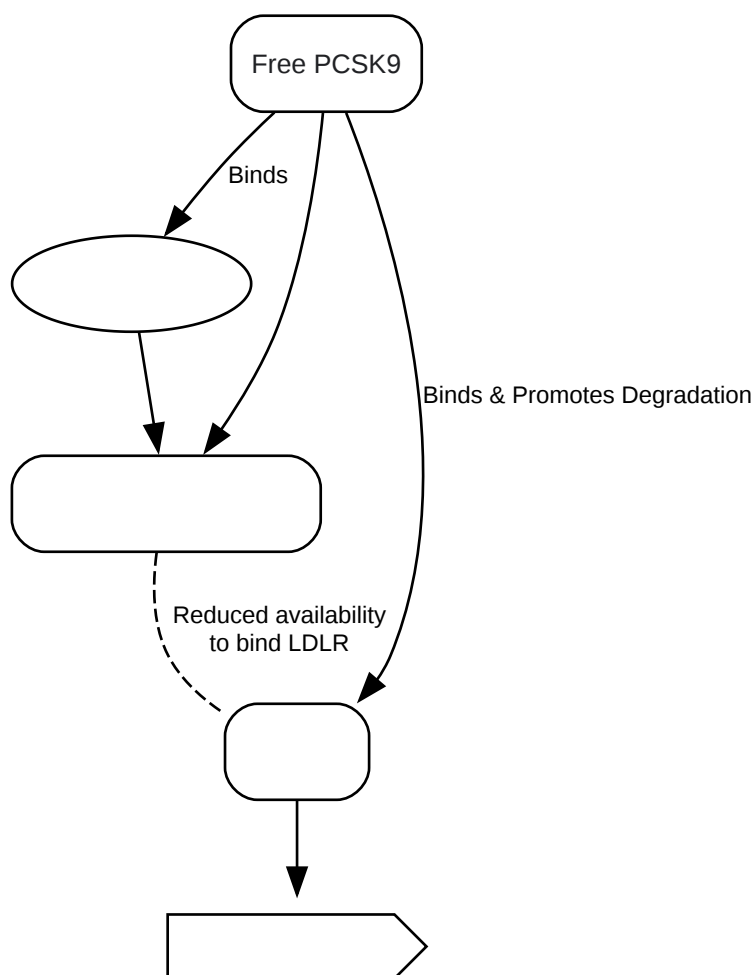 Free PCSK9
Binds
Binds & Promotes Degradation
Reduced availability
to bind LDLR